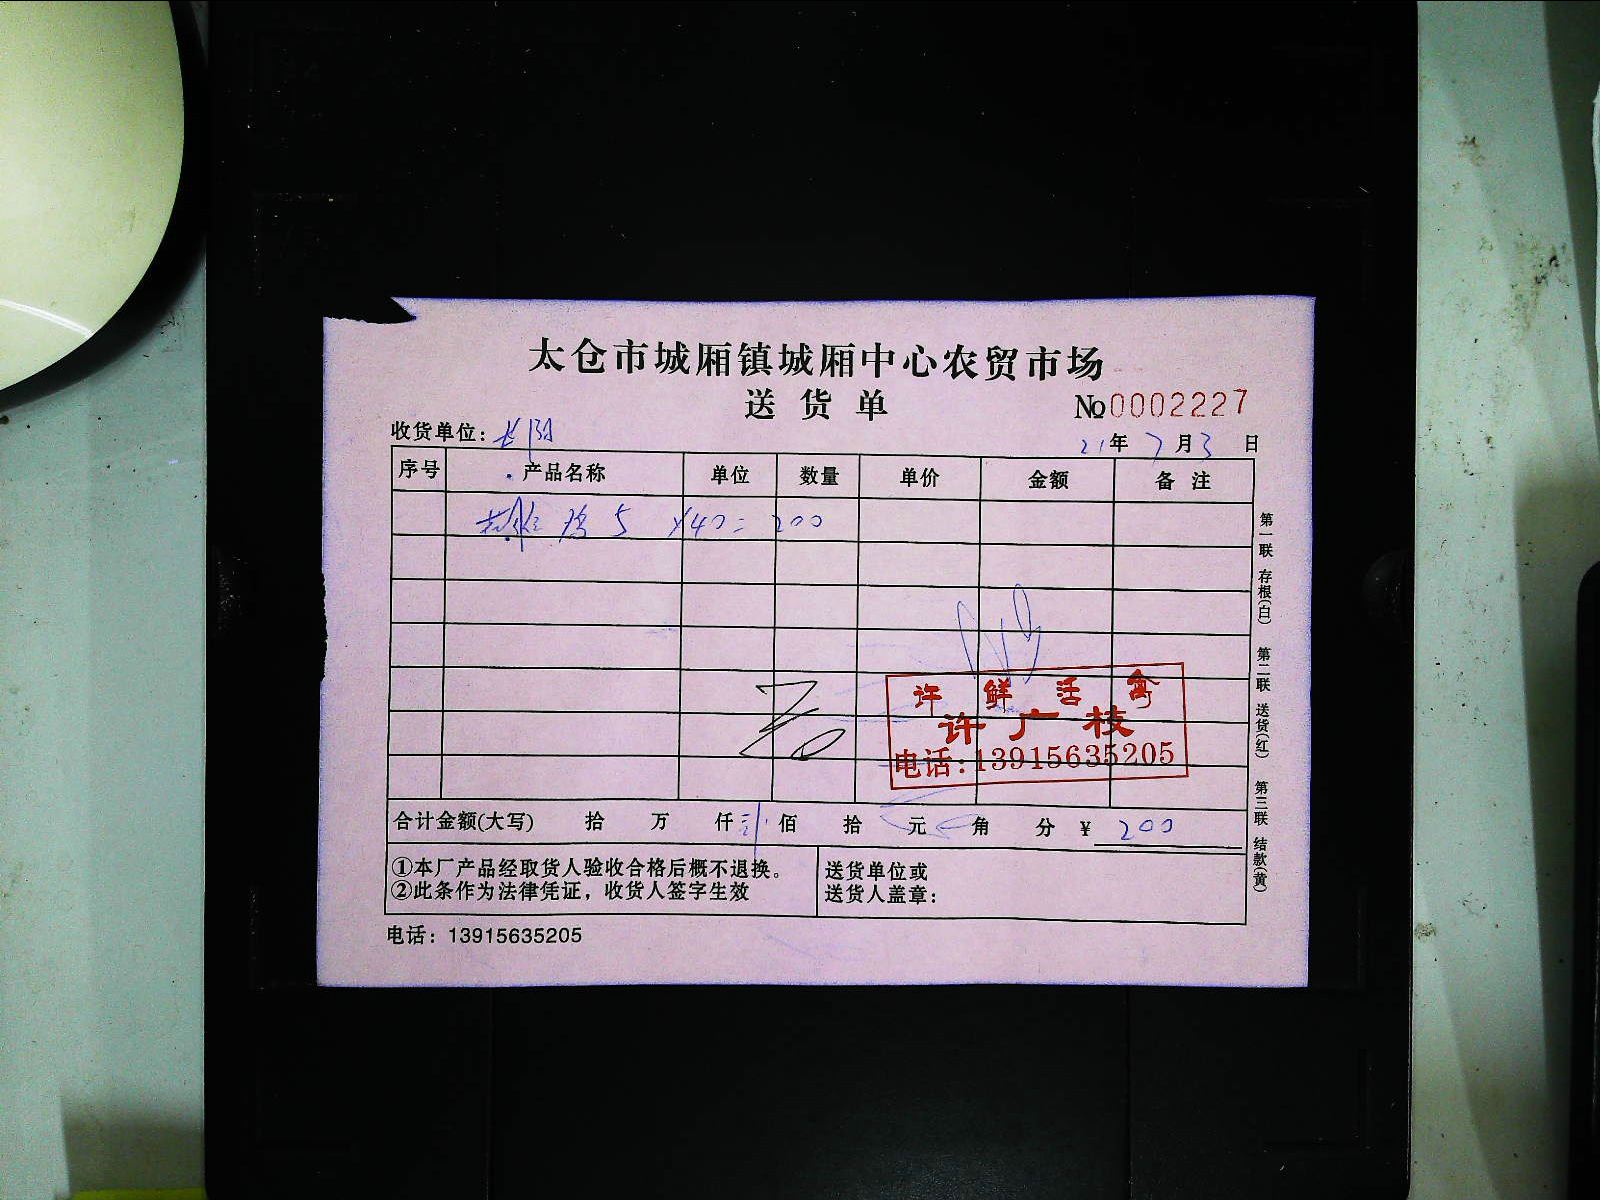 太仓市城厢镇城厢中心农贸市场
送货单
№0002227
收货单位：
21年7月3日
序号 产品名称 单位 数量 单价 金额 备注
鸡 5 ×40= 200
许 鲜 活 禽
许广枝
电话：13915635205
合计金额(大写) 拾 万 仟 贰佰 拾 元 角 分 ¥ 200
①本厂产品经取货人验收合格后概不退换。
②此条作为法律凭证，收货人签字生效
送货单位或
送货人盖章：
电话：13915635205
第一联 存根(白) 第二联 送货(红) 第三联 结款(黄)